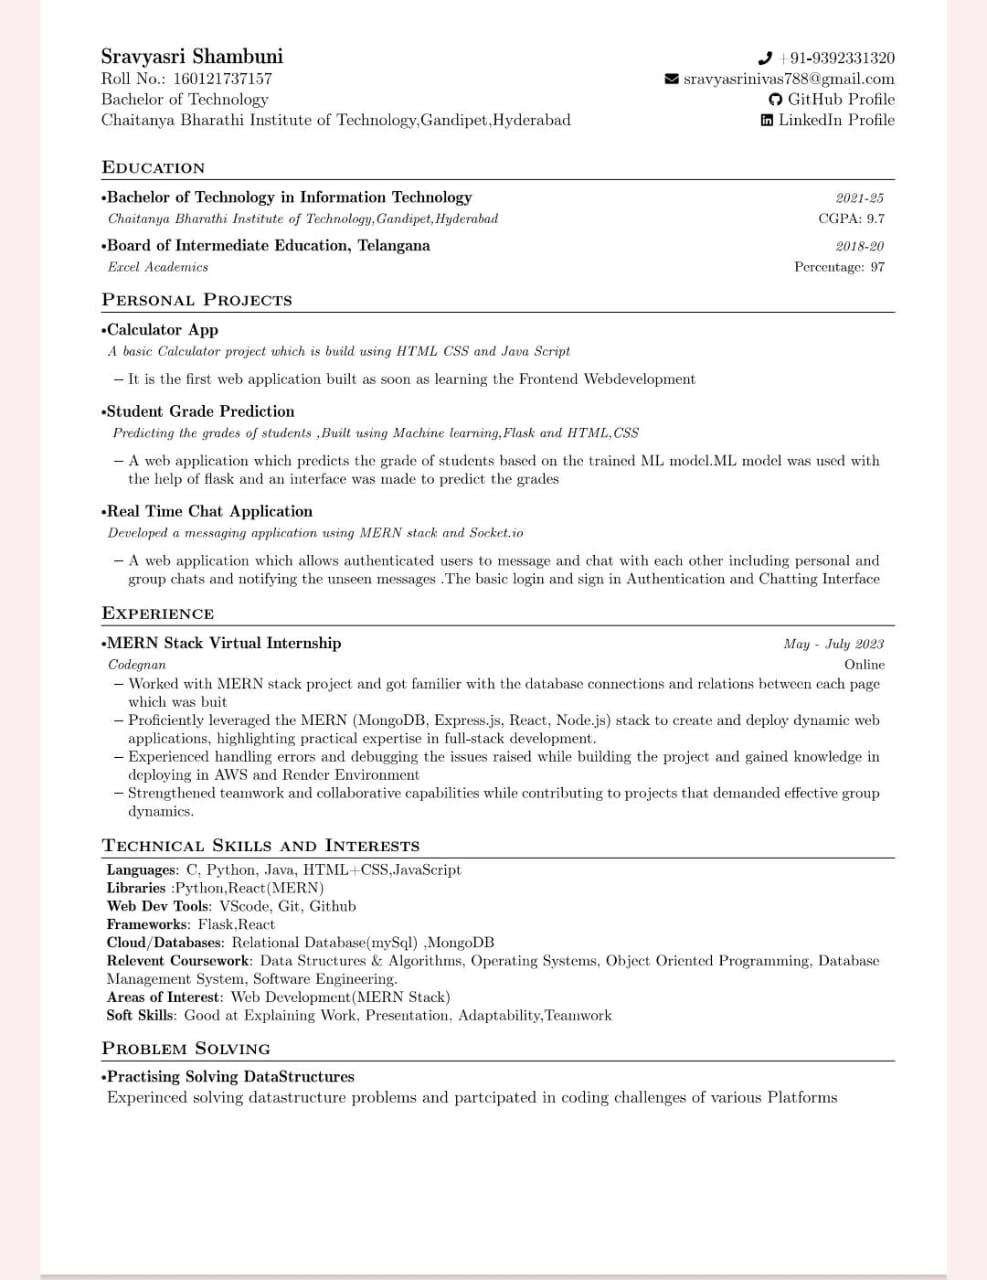 Sravyasri Shambuni
Roll No.: 160121737157
Bachelor of Technology
Chaitanya Bharathi Institute of Technology,Gandipet,Hyderabad
+91-9392331320
sravyasrinivas788@gmail.com
GitHub Profile
LinkedIn Profile
EDUCATION
•Bachelor of Technology in Information Technology 2021-25
Chaitanya Bharathi Institute of Technology,Gandipet,Hyderabad CGPA: 9.7
•Board of Intermediate Education, Telangana 2018-20
Excel Academics Percentage: 97
PERSONAL PROJECTS
•Calculator App
A basic Calculator project which is build using HTML CSS and Java Script
– It is the first web application built as soon as learning the Frontend Webdevelopment
•Student Grade Prediction
Predicting the grades of students ,Built using Machine learning,Flask and HTML,CSS
– A web application which predicts the grade of students based on the trained ML model.ML model was used with
the help of flask and an interface was made to predict the grades
•Real Time Chat Application
Developed a messaging application using MERN stack and Socket.io
– A web application which allows authenticated users to message and chat with each other including personal and
group chats and notifying the unseen messages .The basic login and sign in Authentication and Chatting Interface
EXPERIENCE
•MERN Stack Virtual Internship May - July 2023
Codegnan Online
– Worked with MERN stack project and got familier with the database connections and relations between each page
which was buit
– Proficiently leveraged the MERN (MongoDB, Express.js, React, Node.js) stack to create and deploy dynamic web
applications, highlighting practical expertise in full-stack development.
– Experienced handling errors and debugging the issues raised while building the project and gained knowledge in
deploying in AWS and Render Environment
– Strengthened teamwork and collaborative capabilities while contributing to projects that demanded effective group
dynamics.
TECHNICAL SKILLS AND INTERESTS
Languages: C, Python, Java, HTML+CSS,JavaScript
Libraries :Python,React(MERN)
Web Dev Tools: VScode, Git, Github
Frameworks: Flask,React
Cloud/Databases: Relational Database(mySql) ,MongoDB
Relevent Coursework: Data Structures & Algorithms, Operating Systems, Object Oriented Programming, Database
Management System, Software Engineering.
Areas of Interest: Web Development(MERN Stack)
Soft Skills: Good at Explaining Work, Presentation, Adaptability,Teamwork
PROBLEM SOLVING
•Practising Solving DataStructures
Experinced solving datastructure problems and partcipated in coding challenges of various Platforms